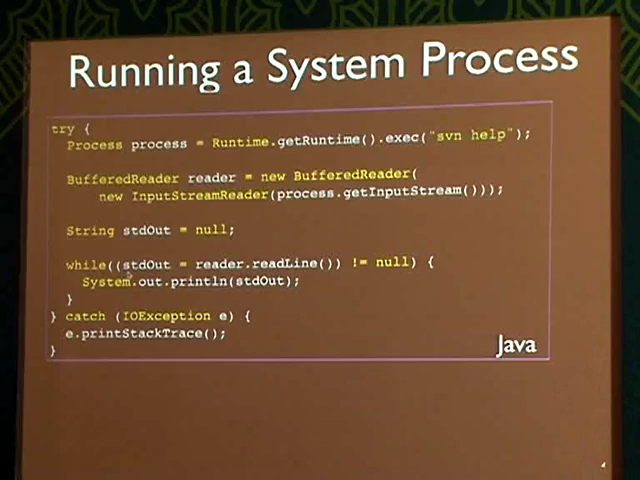 Running a System Process
try {
Process process = Runtime.getRuntime().exec("svn help");
BufferedReader reader = new BufferedReader(
new InputStreamReader(process.getInputStream()));
String stdOut = null;
while((stdOut = reader.readLine()) != null) {
System.out.println(stdOut);
}
} catch (IOException e) {
e.printStackTrace();
}
Java
4